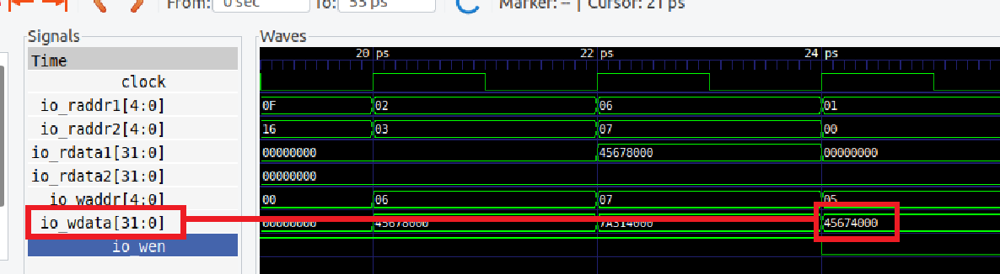 From: 0 sec To: 55 ps Marker: -- | Cursor: 21 ps
Signals Waves
Time 20 ps 22 ps 24 ps
clock
io_raddr1[4:0] 0F 02 06 01
io_raddr2[4:0] 16 03 07 00
io_rdata1[31:0] 00000000 45678000 00000000
io_rdata2[31:0] 00000000
io_waddr[4:0] 00 06 07 05
io_wdata[31:0] 00000000 45678000 7A314000 45674000
io_wen